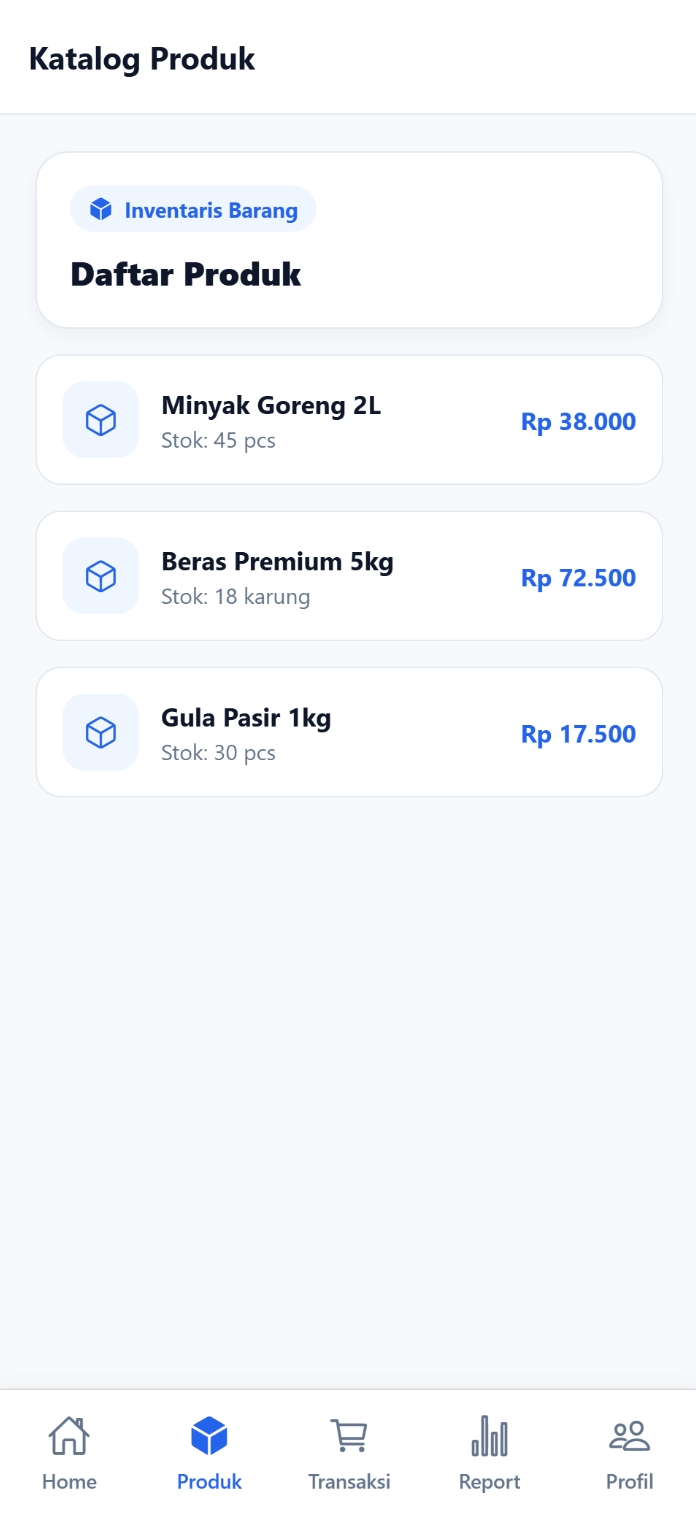 Katalog Produk
Inventaris Barang
Daftar Produk
Minyak Goreng 2L
Stok: 45 pcs
Rp 38.000
Beras Premium 5kg
Stok: 18 karung
Rp 72.500
Gula Pasir 1kg
Stok: 30 pcs
Rp 17.500
Home
Produk
Transaksi
Report
Profil